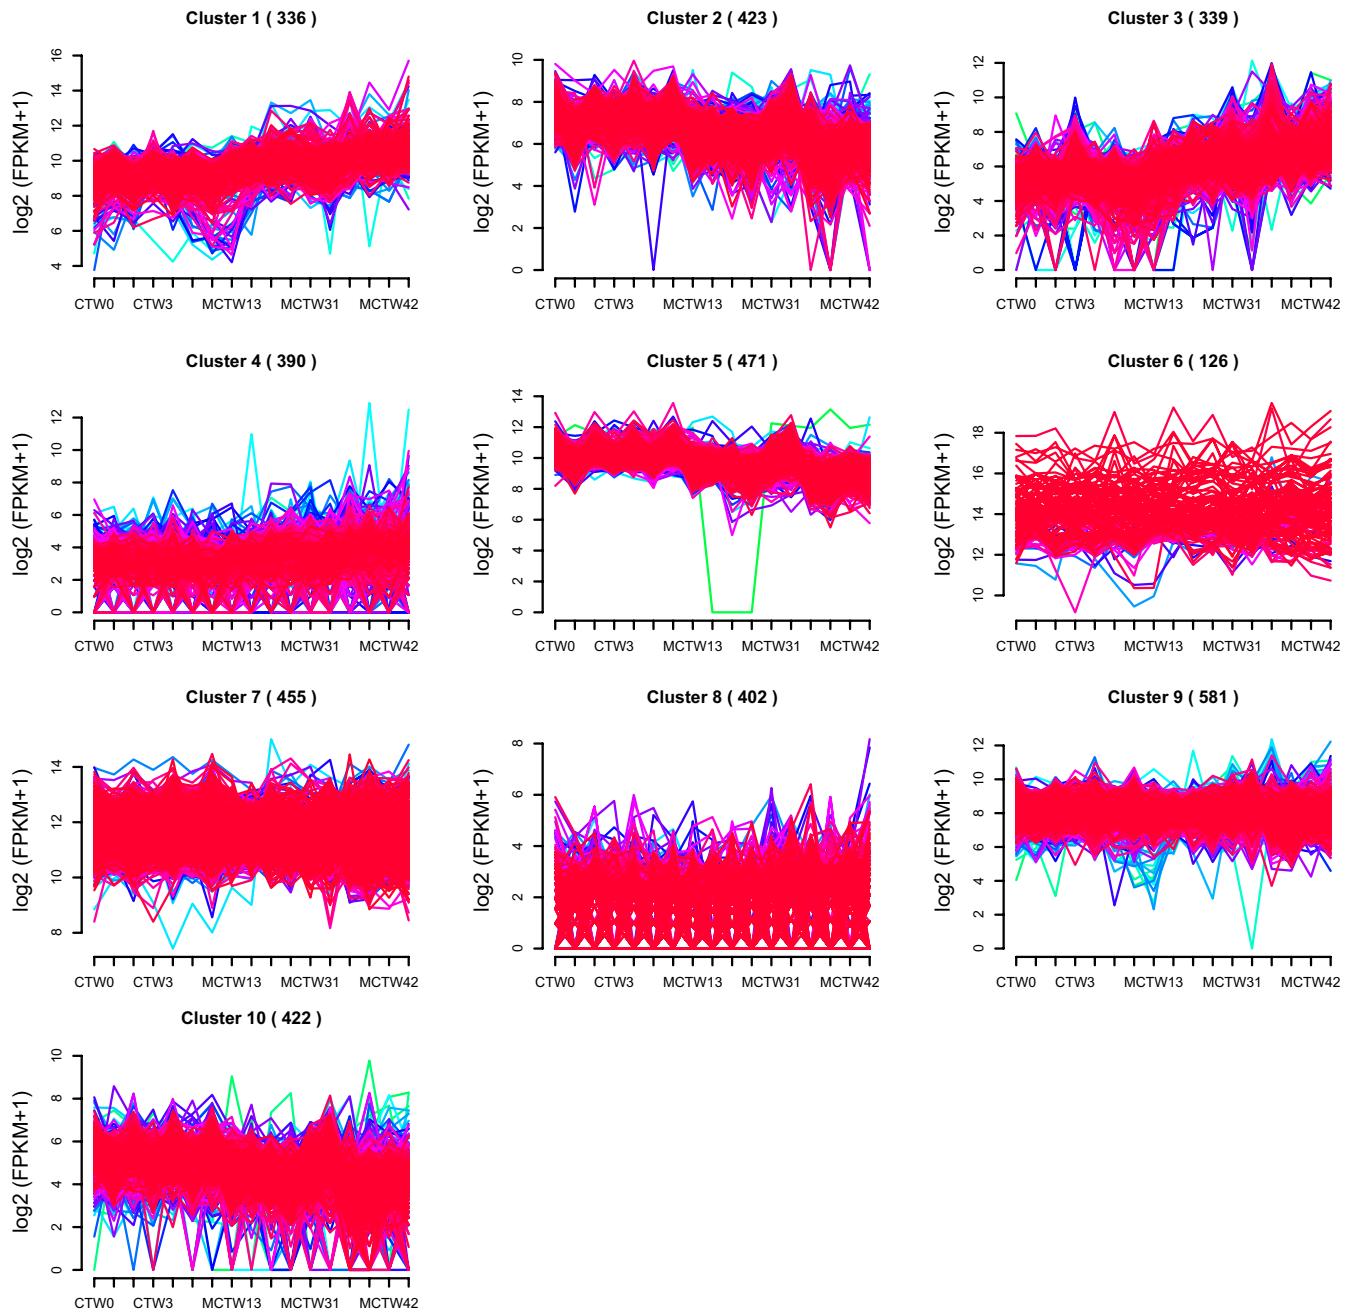 Cluster 1 ( 336 )
log2 (FPKM+1)
4 6 8 10 12 14 16
CTW0 CTW3 MCTW13 MCTW31 MCTW42
Cluster 2 ( 423 )
log2 (FPKM+1)
0 2 4 6 8 10
CTW0 CTW3 MCTW13 MCTW31 MCTW42
Cluster 3 ( 339 )
log2 (FPKM+1)
0 2 4 6 8 10 12
CTW0 CTW3 MCTW13 MCTW31 MCTW42
Cluster 4 ( 390 )
log2 (FPKM+1)
0 2 4 6 8 10 12
CTW0 CTW3 MCTW13 MCTW31 MCTW42
Cluster 5 ( 471 )
log2 (FPKM+1)
0 2 4 6 8 10 12 14
CTW0 CTW3 MCTW13 MCTW31 MCTW42
Cluster 6 ( 126 )
log2 (FPKM+1)
10 12 14 16 18
CTW0 CTW3 MCTW13 MCTW31 MCTW42
Cluster 7 ( 455 )
log2 (FPKM+1)
8 10 12 14
CTW0 CTW3 MCTW13 MCTW31 MCTW42
Cluster 8 ( 402 )
log2 (FPKM+1)
0 2 4 6 8
CTW0 CTW3 MCTW13 MCTW31 MCTW42
Cluster 9 ( 581 )
log2 (FPKM+1)
0 2 4 6 8 10 12
CTW0 CTW3 MCTW13 MCTW31 MCTW42
Cluster 10 ( 422 )
log2 (FPKM+1)
0 2 4 6 8 10
CTW0 CTW3 MCTW13 MCTW31 MCTW42